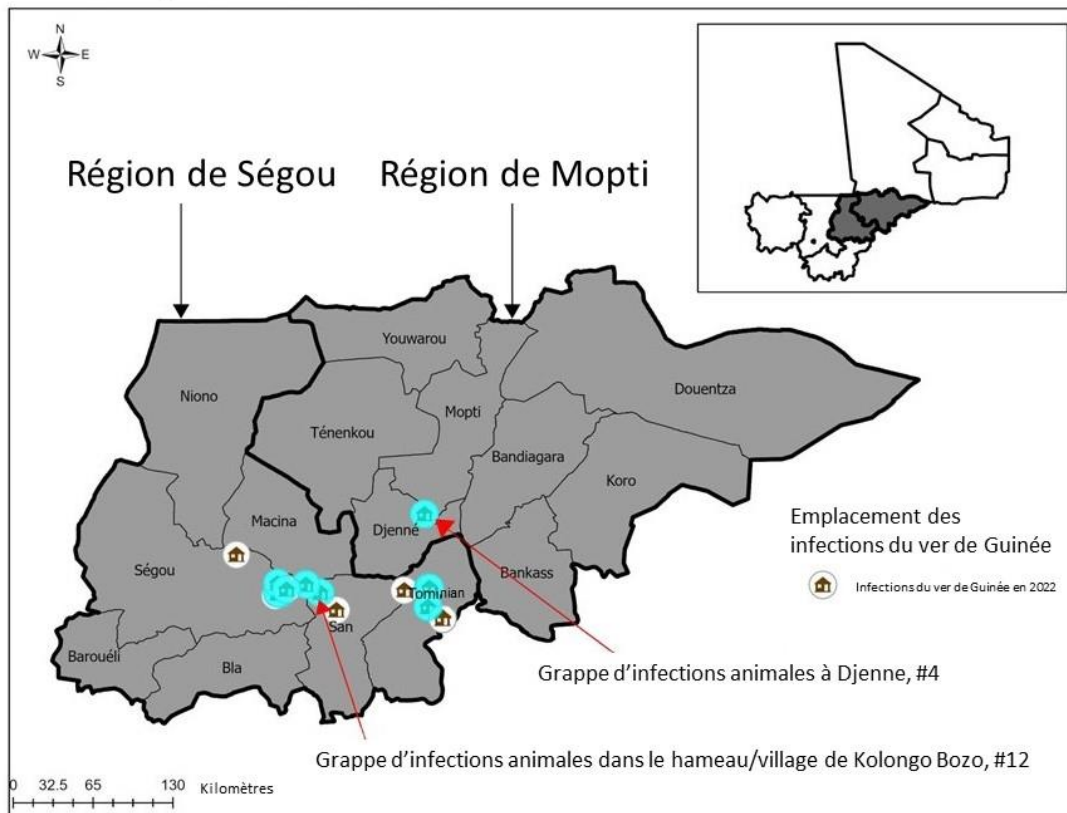 N
W E
S
Région de Ségou
Région de Mopti
Youwarou
Niono
Douentza
Mopti
Ténenkou
Bandiagara
Koro
Macina
Djenné
Emplacement des
infections du ver de Guinée
Ségou
Bankass
Infections du ver de Guinée en 2022
Tominian
San
Barouéli
Bla
Grappe d’infections animales à Djenne, #4
Grappe d’infections animales dans le hameau/village de Kolongo Bozo, #12
0 32.5 65 130 Kilomètres